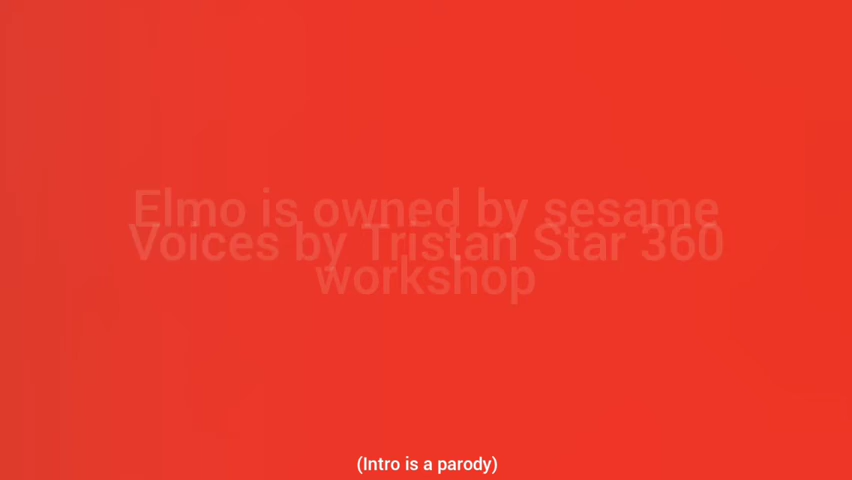 Elmo is owned by sesame
Voices by Tristan Star 360
workshop
(Intro is a parody)